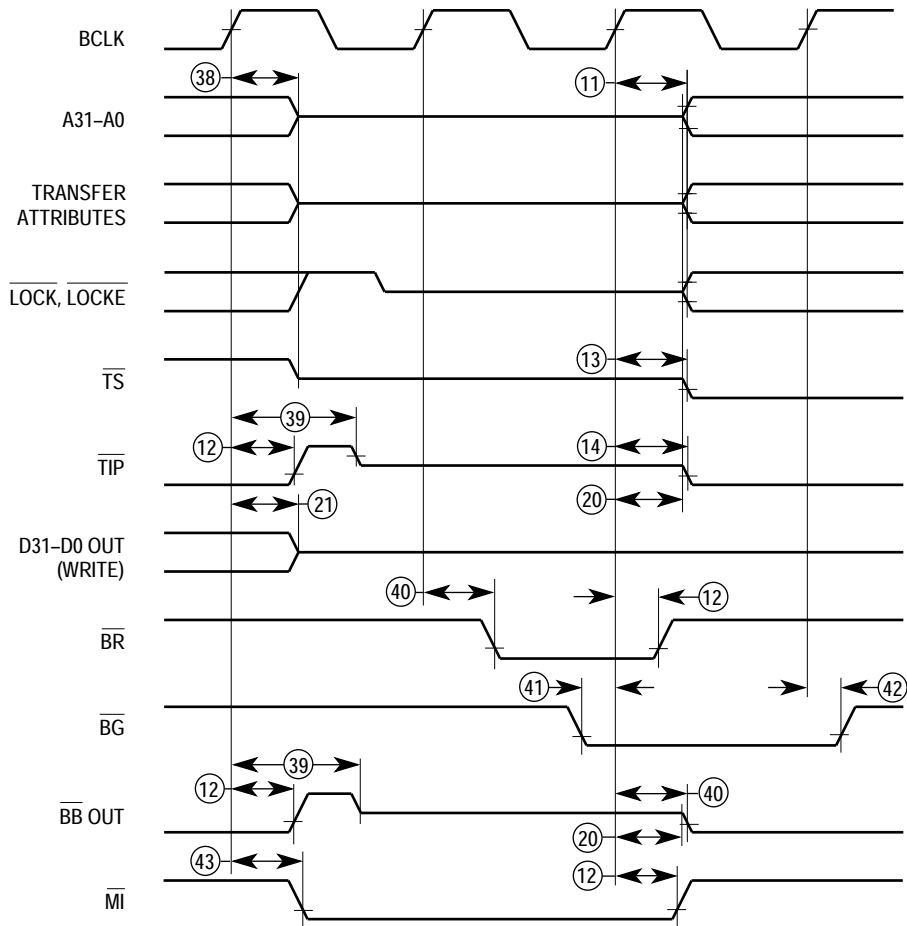 BCLK
38
11
A31–A0
TRANSFER
ATTRIBUTES
LOCK, LOCKE
13
TS
39
12
14
TIP
21
20
D31–D0 OUT
(WRITE)
40
12
BR
41
42
BG
39
12
40
BB OUT
20
43
12
MI